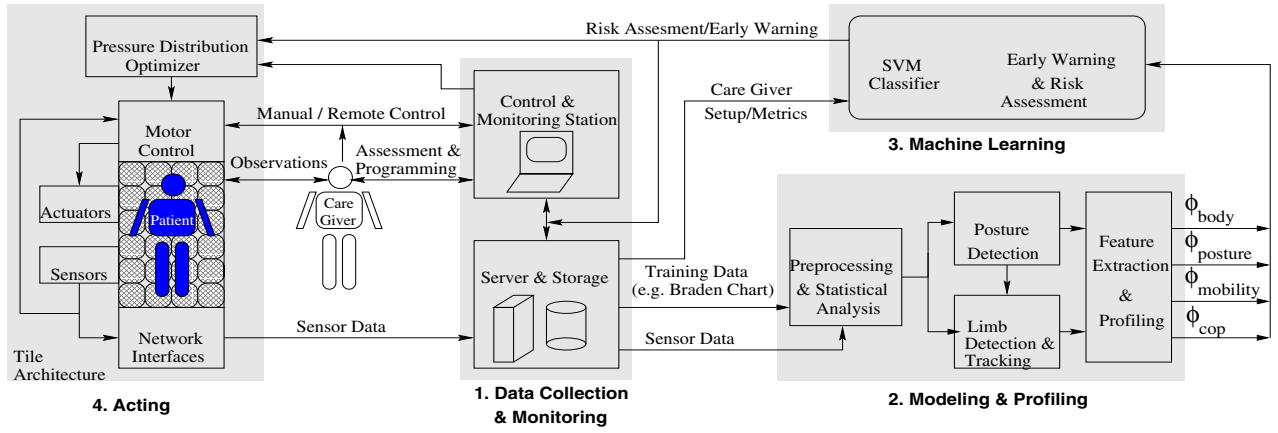 Pressure Distribution
Optimizer
Motor
Control
Actuators
Patient
Sensors
Network
Interfaces
Tile
Architecture
4. Acting
Risk Assesment/Early Warning
Manual / Remote Control
Observations
Assessment &
Programming
Care
Giver
Sensor Data
Control &
Monitoring Station
Server & Storage
1. Data Collection
& Monitoring
Care Giver
Setup/Metrics
Training Data
(e.g. Braden Chart)
Sensor Data
SVM
Classifier
Early Warning
& Risk
Assessment
3. Machine Learning
Preprocessing
& Statistical
Analysis
Posture
Detection
Limb
Detection &
Tracking
Feature
Extraction
&
Profiling
ϕbody
ϕposture
ϕmobility
ϕcop
2. Modeling & Profiling